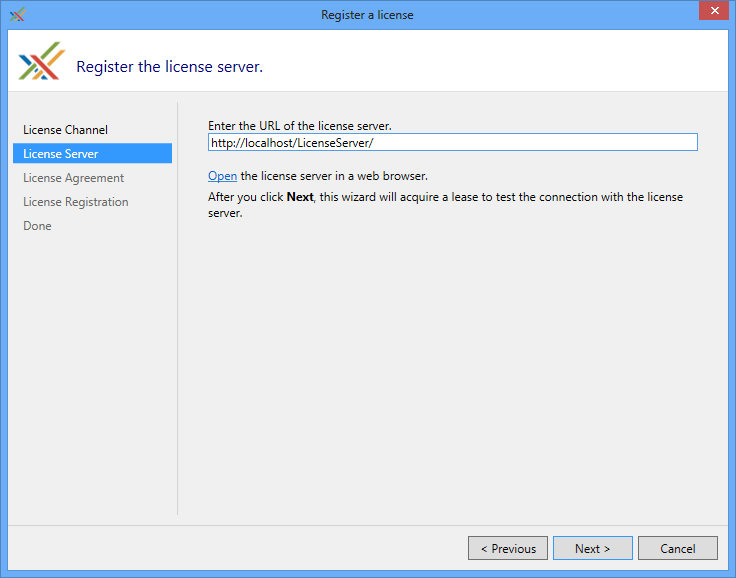 Register a license
Register the license server.
License Channel
License Server
License Agreement
License Registration
Done
Enter the URL of the license server.
http://localhost/LicenseServer/
Open the license server in a web browser.
After you click Next, this wizard will acquire a lease to test the connection with the license
server.
< Previous
Next >
Cancel